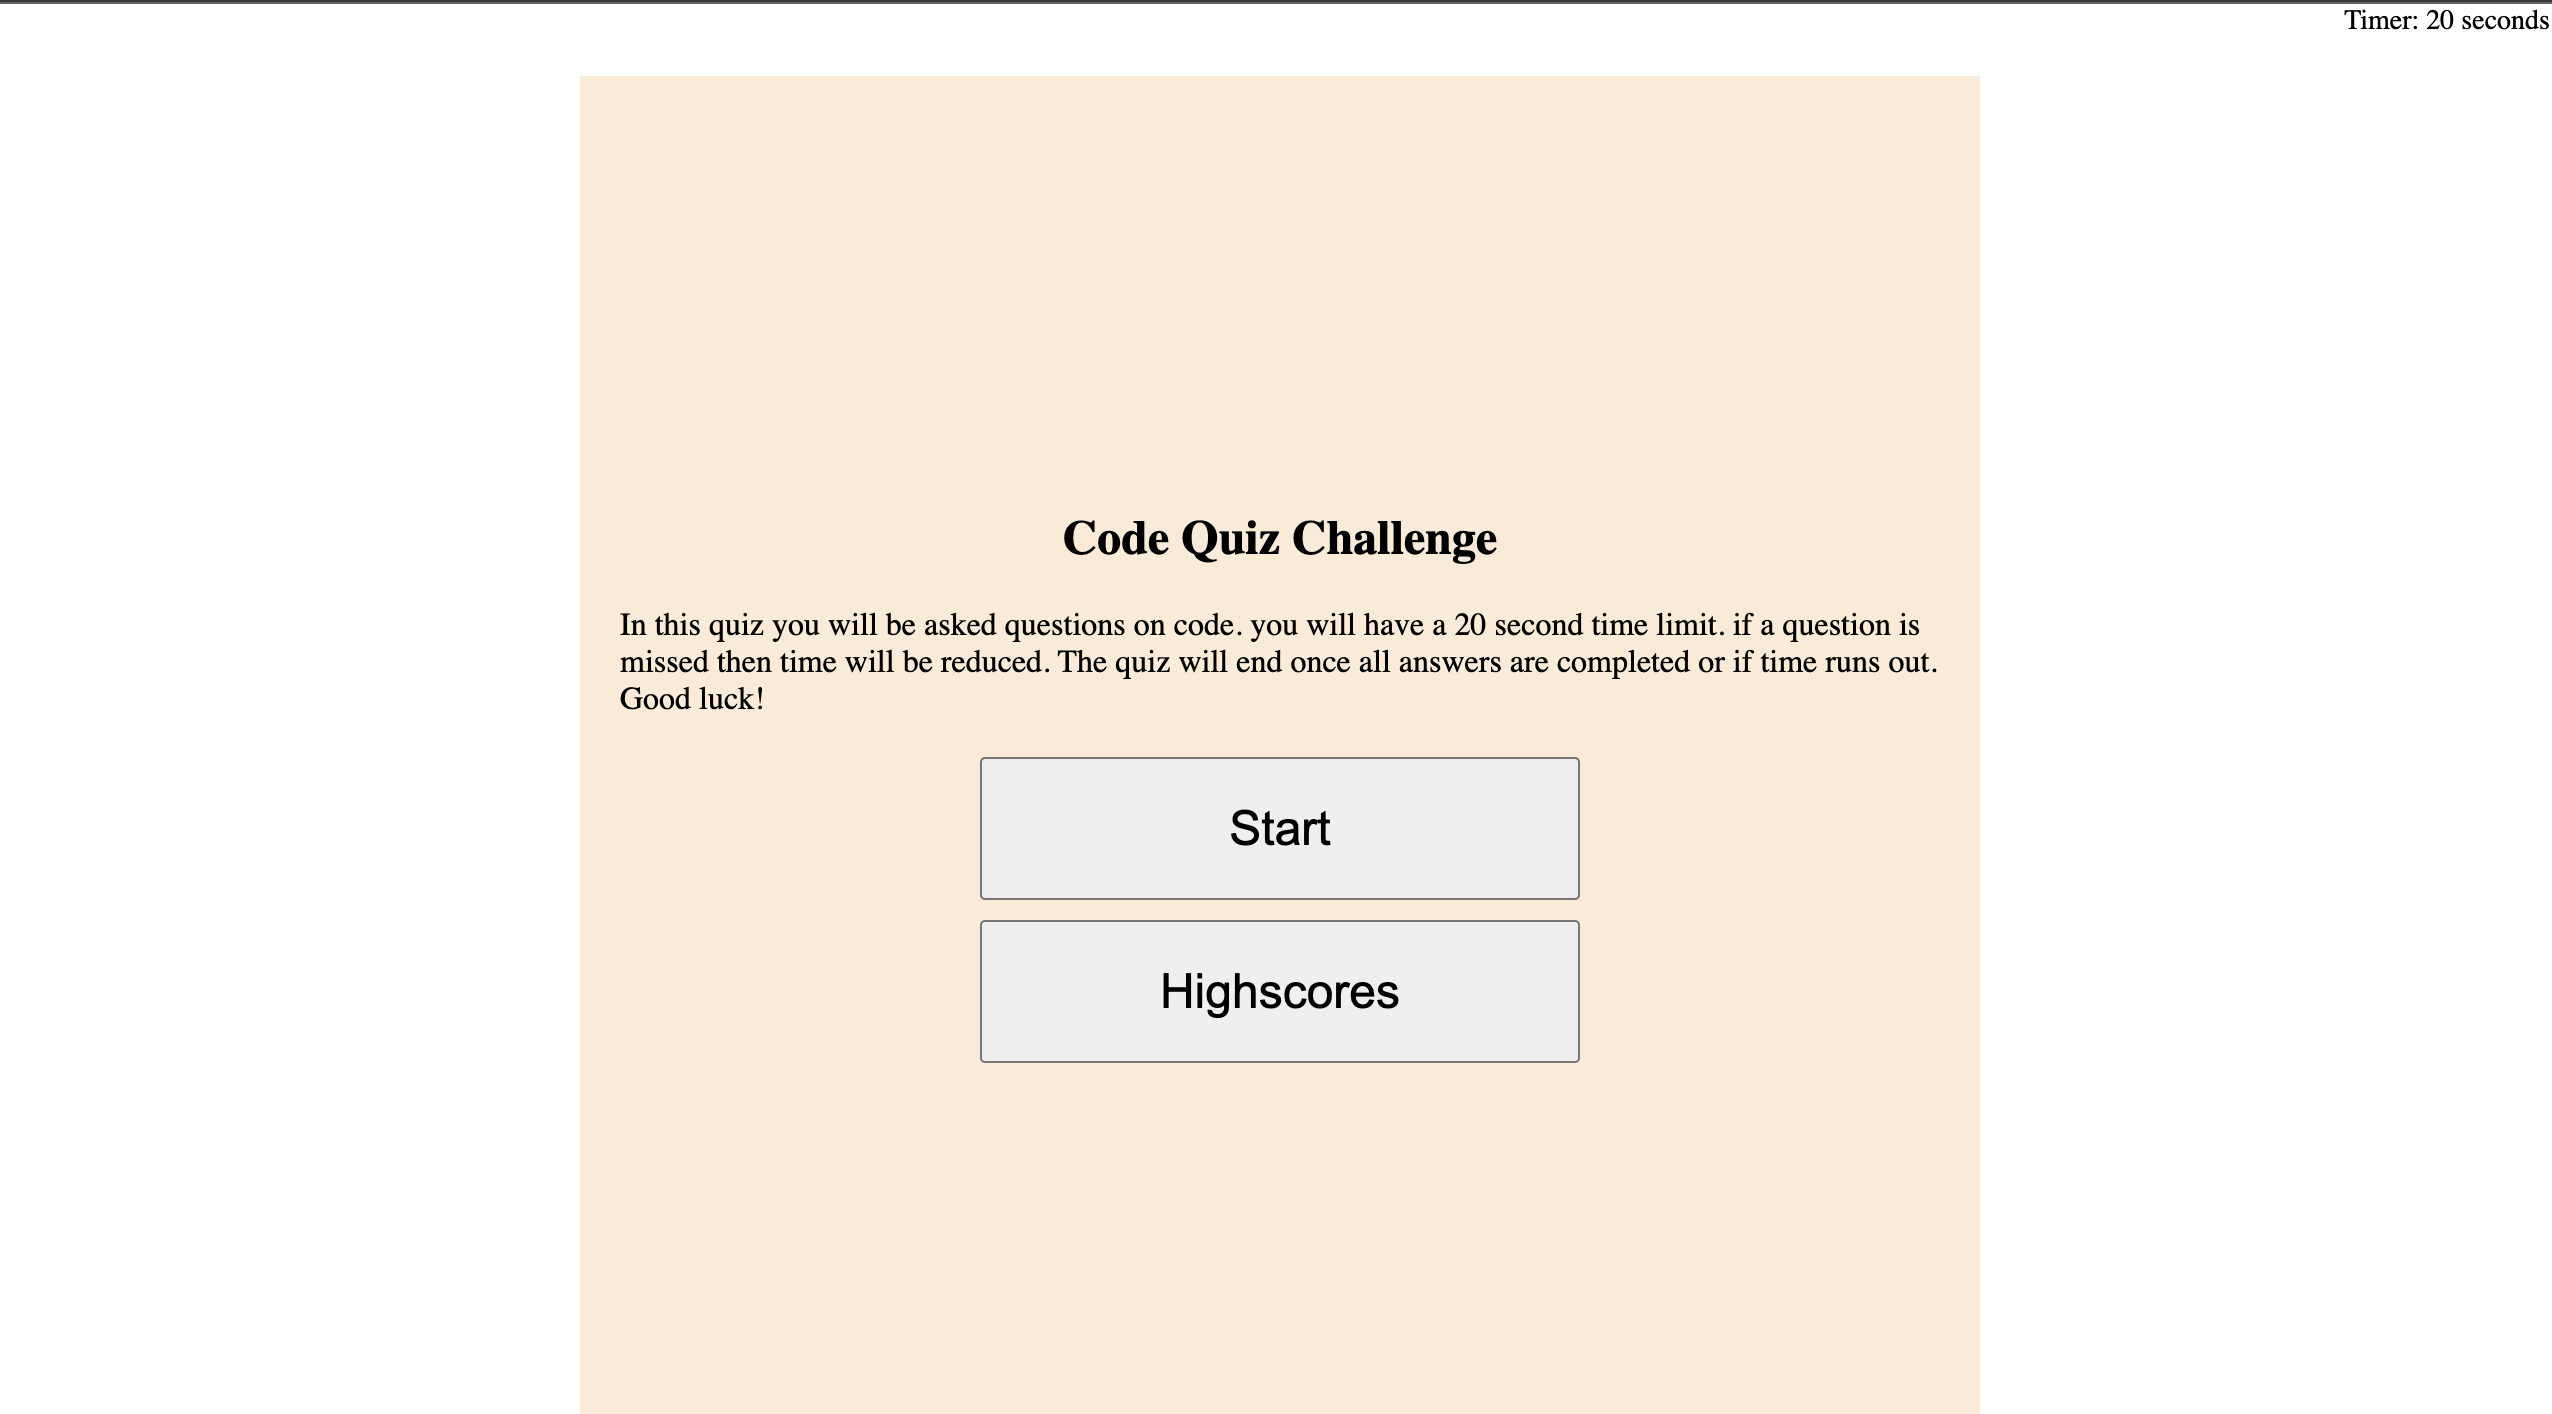 Timer: 20 seconds
Code Quiz Challenge
In this quiz you will be asked questions on code. you will have a 20 second time limit. if a question is
missed then time will be reduced. The quiz will end once all answers are completed or if time runs out.
Good luck!
Start
Highscores